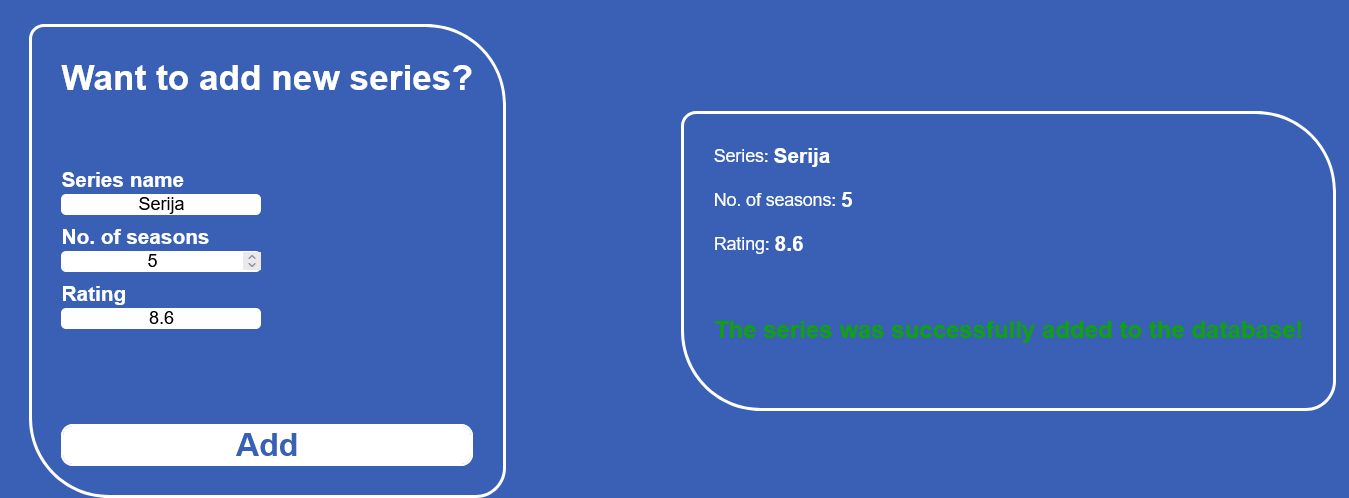 Want to add new series?
Series name
Serija
No. of seasons
5
Rating
8.6
Add
Series: Serija
No. of seasons: 5
Rating: 8.6
The series was successfully added to the database!